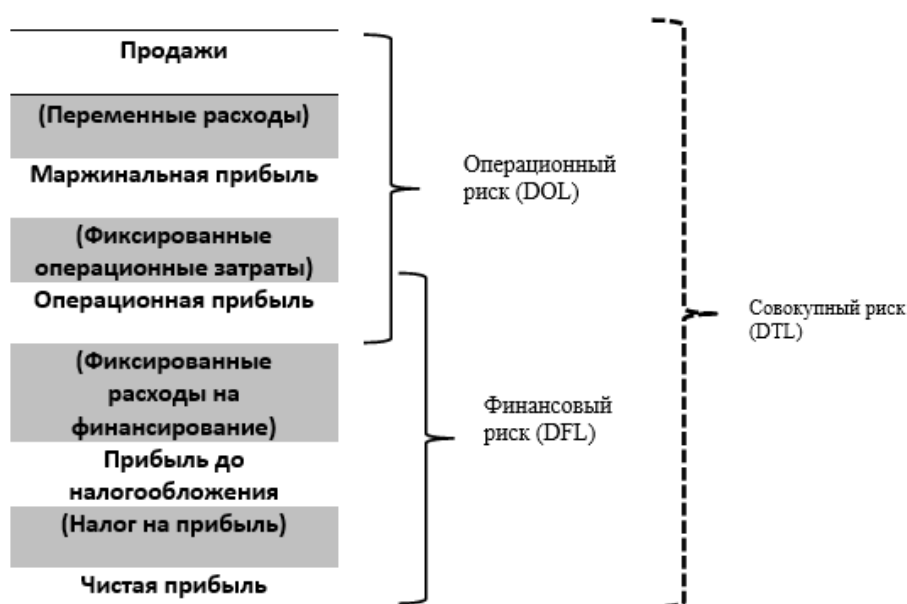 Продажи
(Переменные расходы)
Маржинальная прибыль
(Фиксированные
операционные затраты)
Операционная прибыль
(Фиксированные
расходы на
финансирование)
Прибыль до
налогообложения
(Налог на прибыль)
Чистая прибыль
Операционный
риск (DOL)
Финансовый
риск (DFL)
Совокупный риск
(DTL)